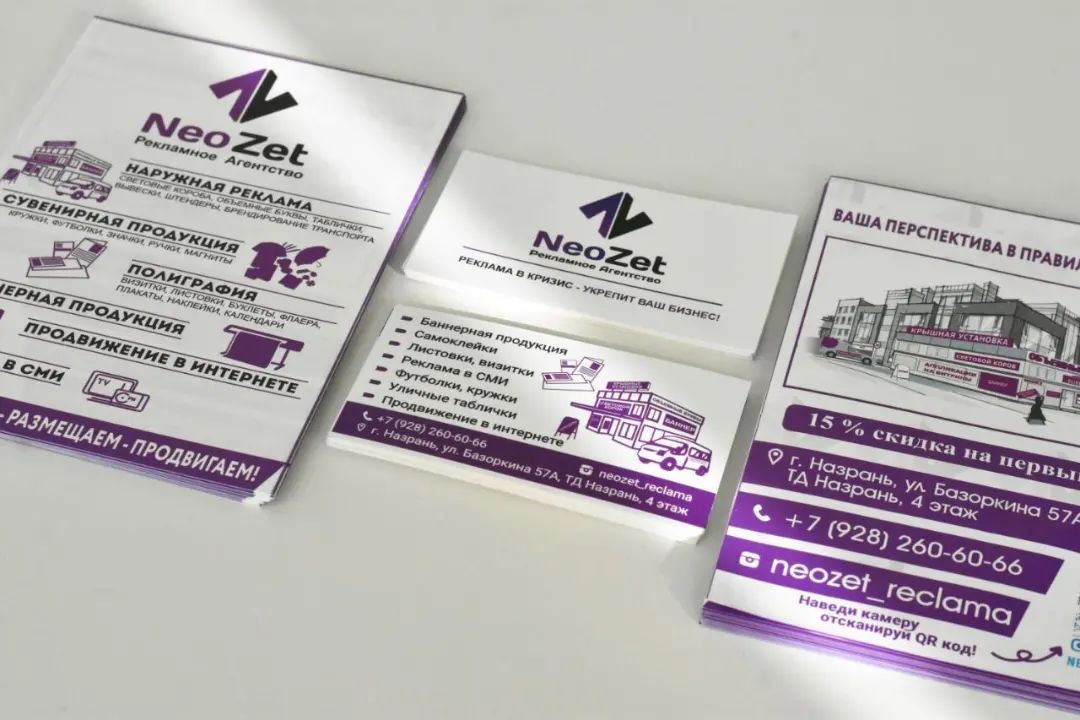 NeoZet
Рекламное Агентство
НАРУЖНАЯ РЕКЛАМА
СВЕТОВЫЕ КОРОБА, ОБЪЕМНЫЕ БУКВЫ, ТАБЛИЧКИ,
ВЫВЕСКИ, ШТЕНДЕРЫ, БРЕНДИРОВАНИЕ ТРАНСПОРТА
СУВЕНИРНАЯ ПРОДУКЦИЯ
КРУЖКИ, ФУТБОЛКИ, ЗНАЧКИ, РУЧКИ, МАГНИТЫ
ПОЛИГРАФИЯ
ВИЗИТКИ, ЛИСТОВКИ, БУКЛЕТЫ, ФЛАЕРА,
ПЛАКАТЫ, НАКЛЕЙКИ, КАЛЕНДАРИ
НЕРНАЯ ПРОДУКЦИЯ
ПРОДВИЖЕНИЕ В ИНТЕРНЕТЕ
В СМИ
TV
- РАЗМЕЩАЕМ - ПРОДВИГАЕМ!
NeoZet
Рекламное Агентство
РЕКЛАМА В КРИЗИС - УКРЕПИТ ВАШ БИЗНЕС!
Баннерная продукция
Самоклейки
Листовки, визитки
Реклама в СМИ
Футболки, кружки
Уличные таблички
Продвижение в интернете
БАННЕР
+7 (928) 260-60-66
г. Назрань, ул. Базоркина 57А, ТД Назрань, 4 этаж
neozet_reclama
ВАША ПЕРСПЕКТИВА В ПРАВИЛ
КРЫШНАЯ УСТАНОВКА
СВЕТОВОЙ КОРОБ
АППЛИКАЦИЯ
НА ВИТРИНЫ
БАННЕР
15 % скидка на первы
г. Назрань, ул. Базоркина 57А
ТД Назрань, 4 этаж
+7 (928) 260-60-66
neozet_reclama
Наведи камеру
отсканируй QR код!